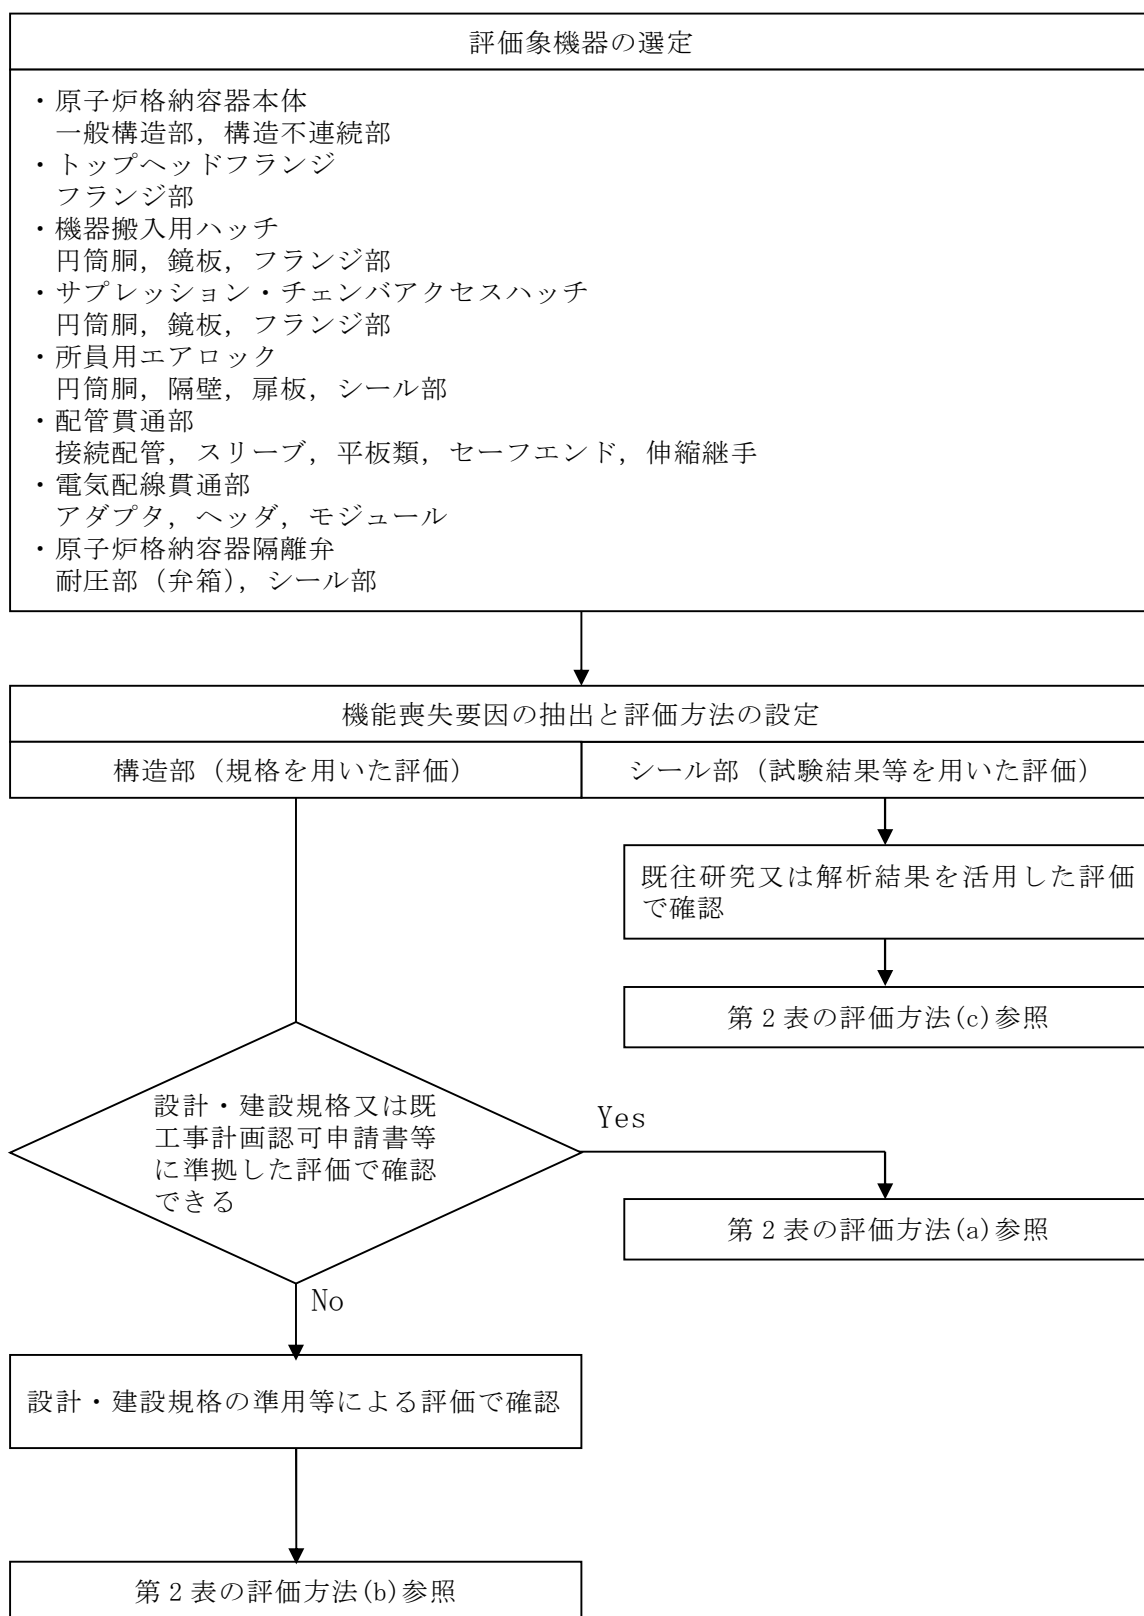 評価象機器の選定
・原子炉格納容器本体
一般構造部，構造不連続部
・トップヘッドフランジ
フランジ部
・機器搬入用ハッチ
円筒胴，鏡板，フランジ部
・サプレッション・チェンバアクセスハッチ
円筒胴，鏡板，フランジ部
・所員用エアロック
円筒胴，隔壁，扉板，シール部
・配管貫通部
接続配管，スリーブ，平板類，セーフエンド，伸縮継手
・電気配線貫通部
アダプタ，ヘッダ，モジュール
・原子炉格納容器隔離弁
耐圧部（弁箱），シール部
機能喪失要因の抽出と評価方法の設定
構造部（規格を用いた評価）
シール部（試験結果等を用いた評価）
既往研究又は解析結果を活用した評価
で確認
第２表の評価方法(c)参照
設計・建設規格又は既
工事計画認可申請書等
に準拠した評価で確認
できる
Yes
第２表の評価方法(a)参照
No
設計・建設規格の準用等による評価で確認
第２表の評価方法(b)参照